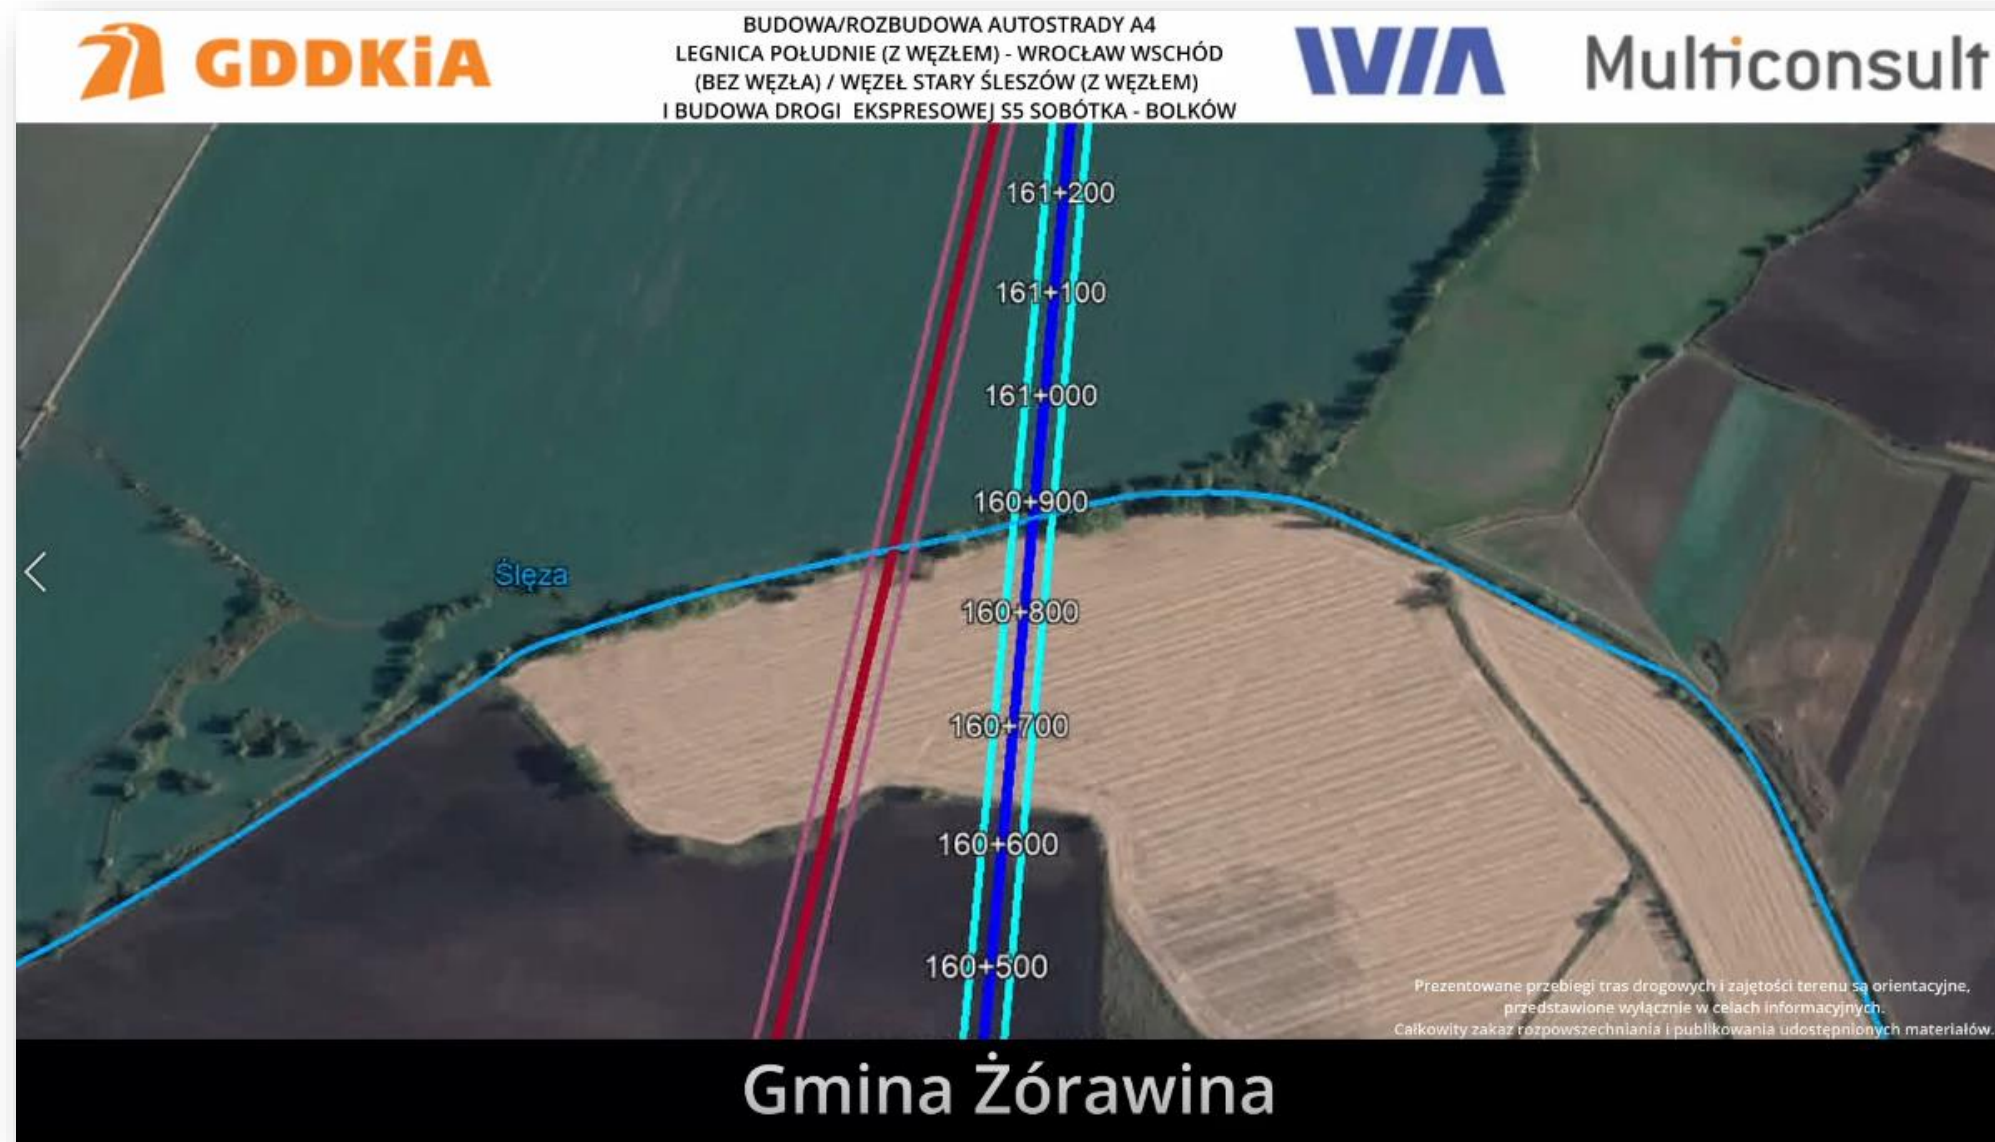 GDDKiA
BUDOWA/ROZBUDOWA AUTOSTRADY A4
LEGNICA POŁUDNIE (Z WĘZŁEM) - WROCŁAW WSCHÓD
(BEZ WĘZŁA) / WĘZEŁ STARY ŚLESZÓW (Z WĘZŁEM)
I BUDOWA DROGI EKSPRESOWEJ S5 SOBÓTKA - BOLKÓW
IVIA
Multiconsult
161+200
161+100
161+000
160+900
Ślęza
160+800
160+700
160+600
160+500
Prezentowane przebiegi tras drogowych i zajętości terenu są orientacyjne,
przedstawione wyłącznie w celach informacyjnych.
Całkowity zakaz rozpowszechniania i publikowania udostępnionych materiałów.
Gmina Żórawina